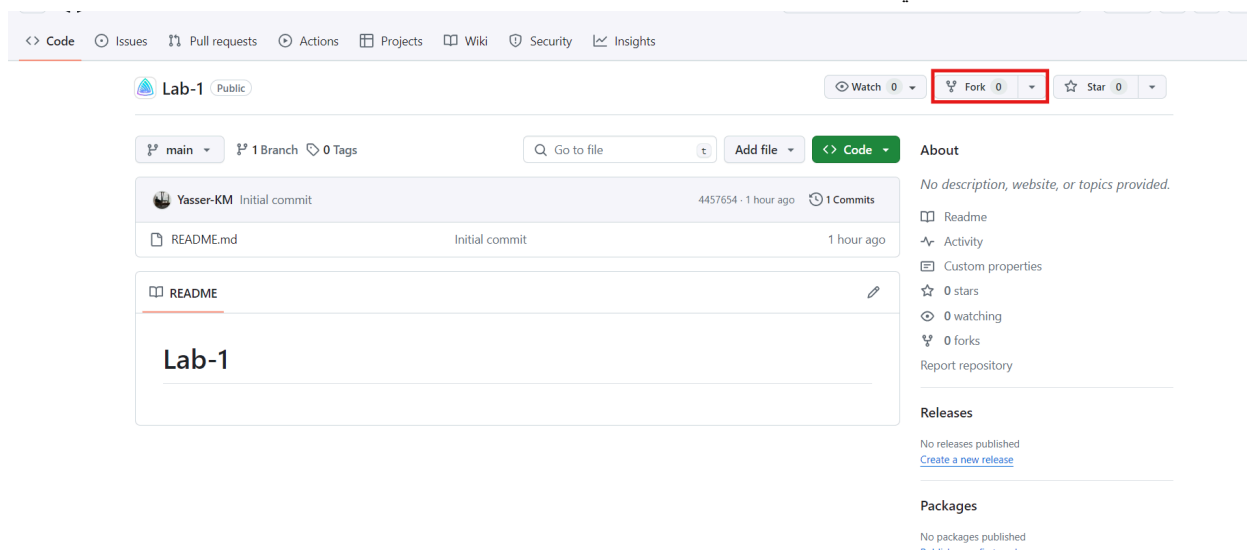 Code Issues Pull requests Actions Projects Wiki Security Insights
Lab-1 Public Watch 0 Fork 0 Star 0
main 1 Branch 0 Tags Go to file t Add file Code
Yasser-KM Initial commit 4457654 · 1 hour ago 1 Commits
README.md Initial commit 1 hour ago
README
Lab-1
About
No description, website, or topics provided.
Readme
Activity
Custom properties
0 stars
0 watching
0 forks
Report repository
Releases
No releases published
Create a new release
Packages
No packages published